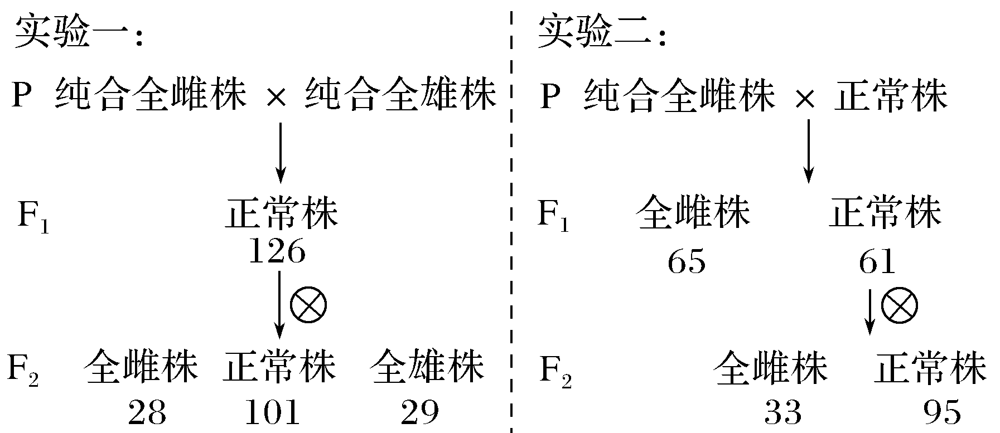 实验一：
P 纯合全雌株 × 纯合全雄株
F₁ 正常株
126
⊗
F₂ 全雌株 正常株 全雄株
28 101 29
实验二：
P 纯合全雌株 × 正常株
F₁ 全雌株 正常株
65 61
⊗
F₂ 全雌株 正常株
33 95